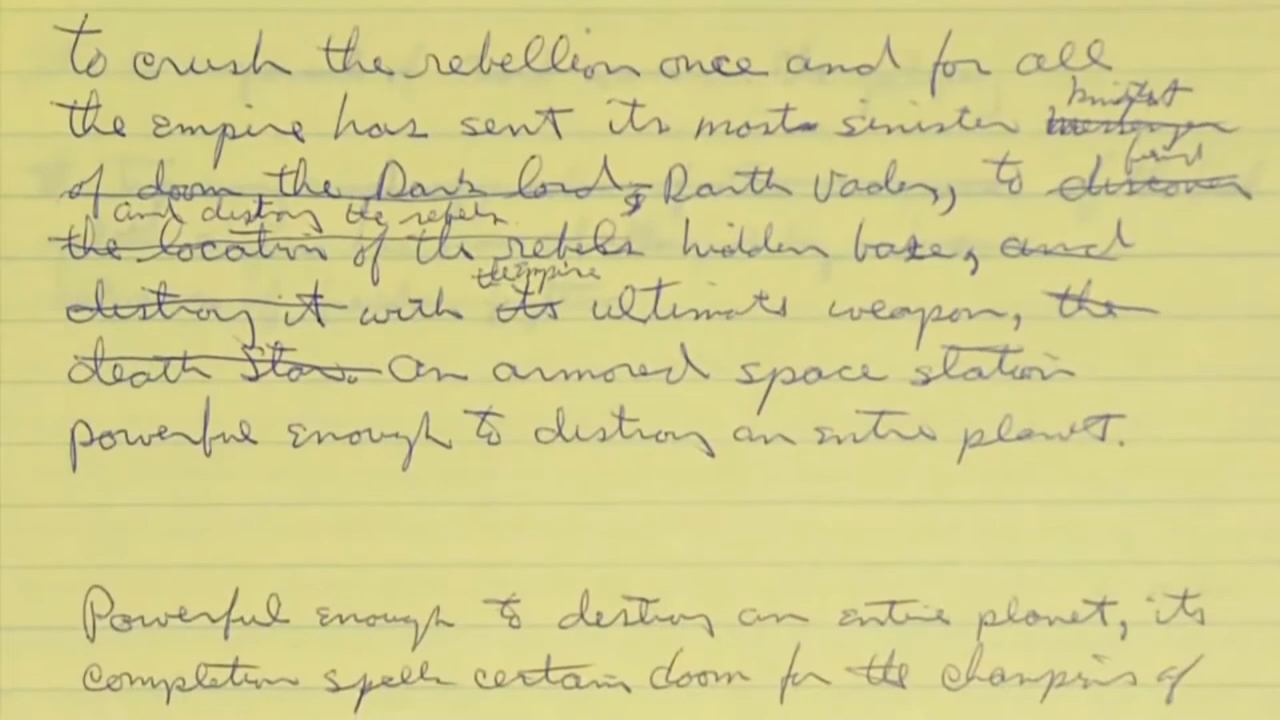 to crush the rebellion once and for all
the empire has sent its most sinister
of doom, the Dark lord, Darth Vader, to discover
find
and destroy the rebels
the location of the rebels hidden base, and
the Empire
destroy it with its ultimate weapon, the
death Star. An armored space station
powerful enough to destroy an entire planet.
Powerful enough to destroy an entire planet, its
completion spells certain doom for the champions of